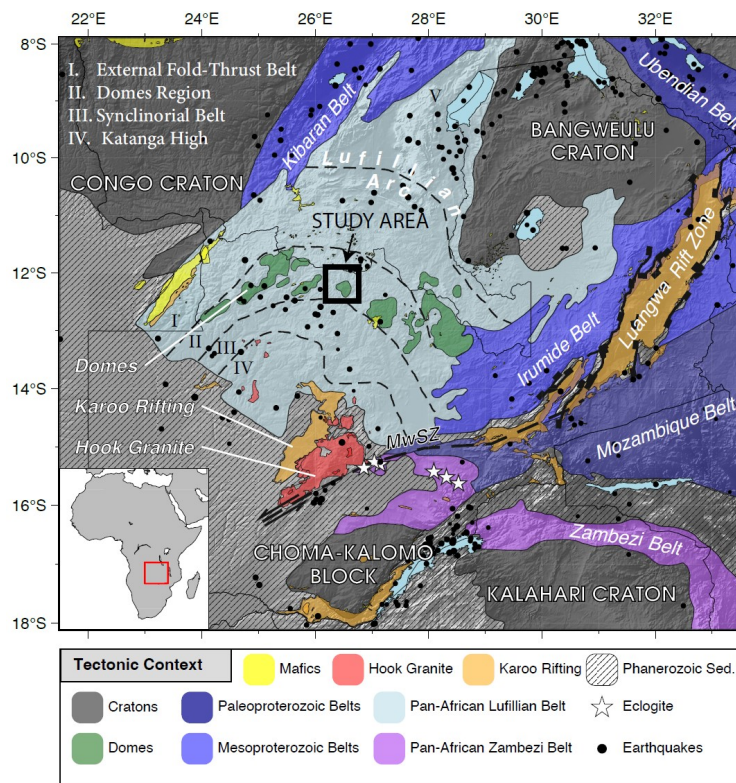 22°E 24°E 26°E 28°E 30°E 32°E
8°S
10°S
12°S
14°S
16°S
18°S
I. External Fold-Thrust Belt
II. Domes Region
III. Synclinorial Belt
IV. Katanga High
Kibaran Belt
V
Ubendian Belt
BANGWEULU
CRATON
Lufillian
Arc
CONGO CRATON
STUDY AREA
I
II
III
IV
Luangwa Rift Zone
Irumide Belt
Domes
Karoo Rifting
Hook Granite
MwSZ
Mozambique Belt
CHOMA-KALOMO
BLOCK
Zambezi Belt
KALAHARI CRATON
Tectonic Context
Mafics
Hook Granite
Karoo Rifting
Phanerozoic Sed.
Cratons
Paleoproterozoic Belts
Pan-African Lufillian Belt
Eclogite
Domes
Mesoproterozoic Belts
Pan-African Zambezi Belt
Earthquakes